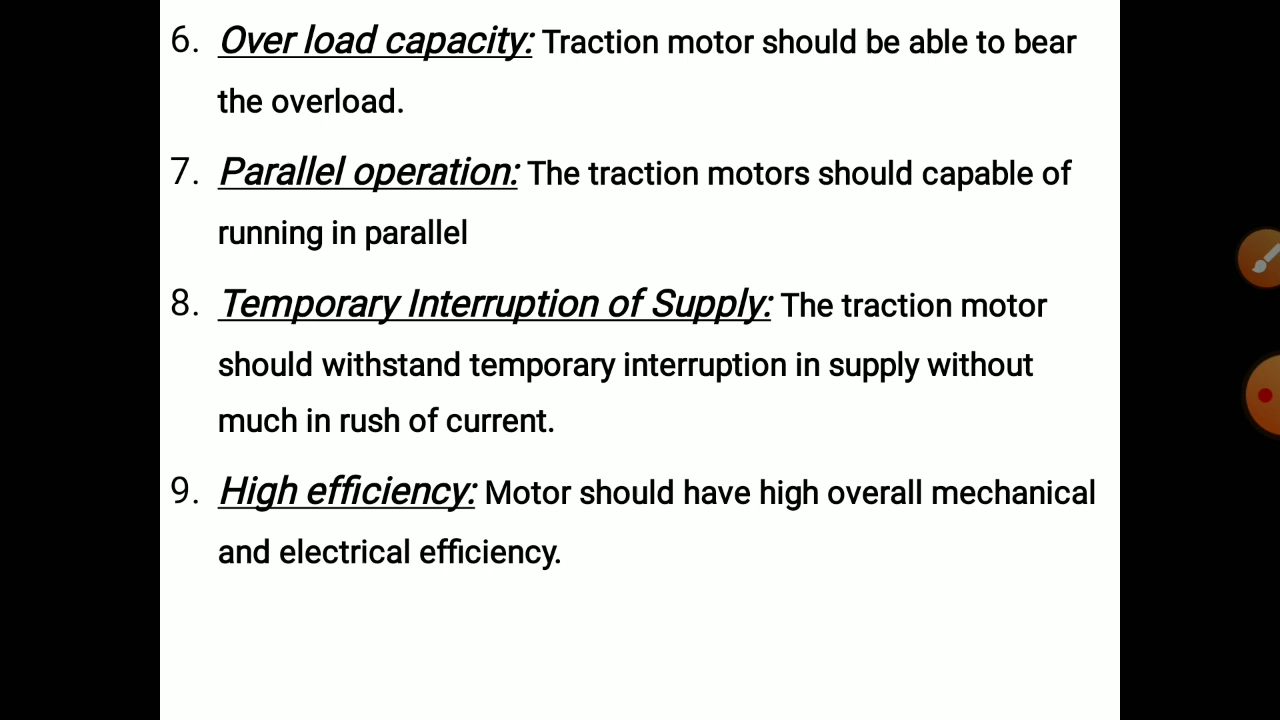 6. Over load capacity: Traction motor should be able to bear
the overload.
7. Parallel operation: The traction motors should capable of
running in parallel
8. Temporary Interruption of Supply: The traction motor
should withstand temporary interruption in supply without
much in rush of current.
9. High efficiency: Motor should have high overall mechanical
and electrical efficiency.